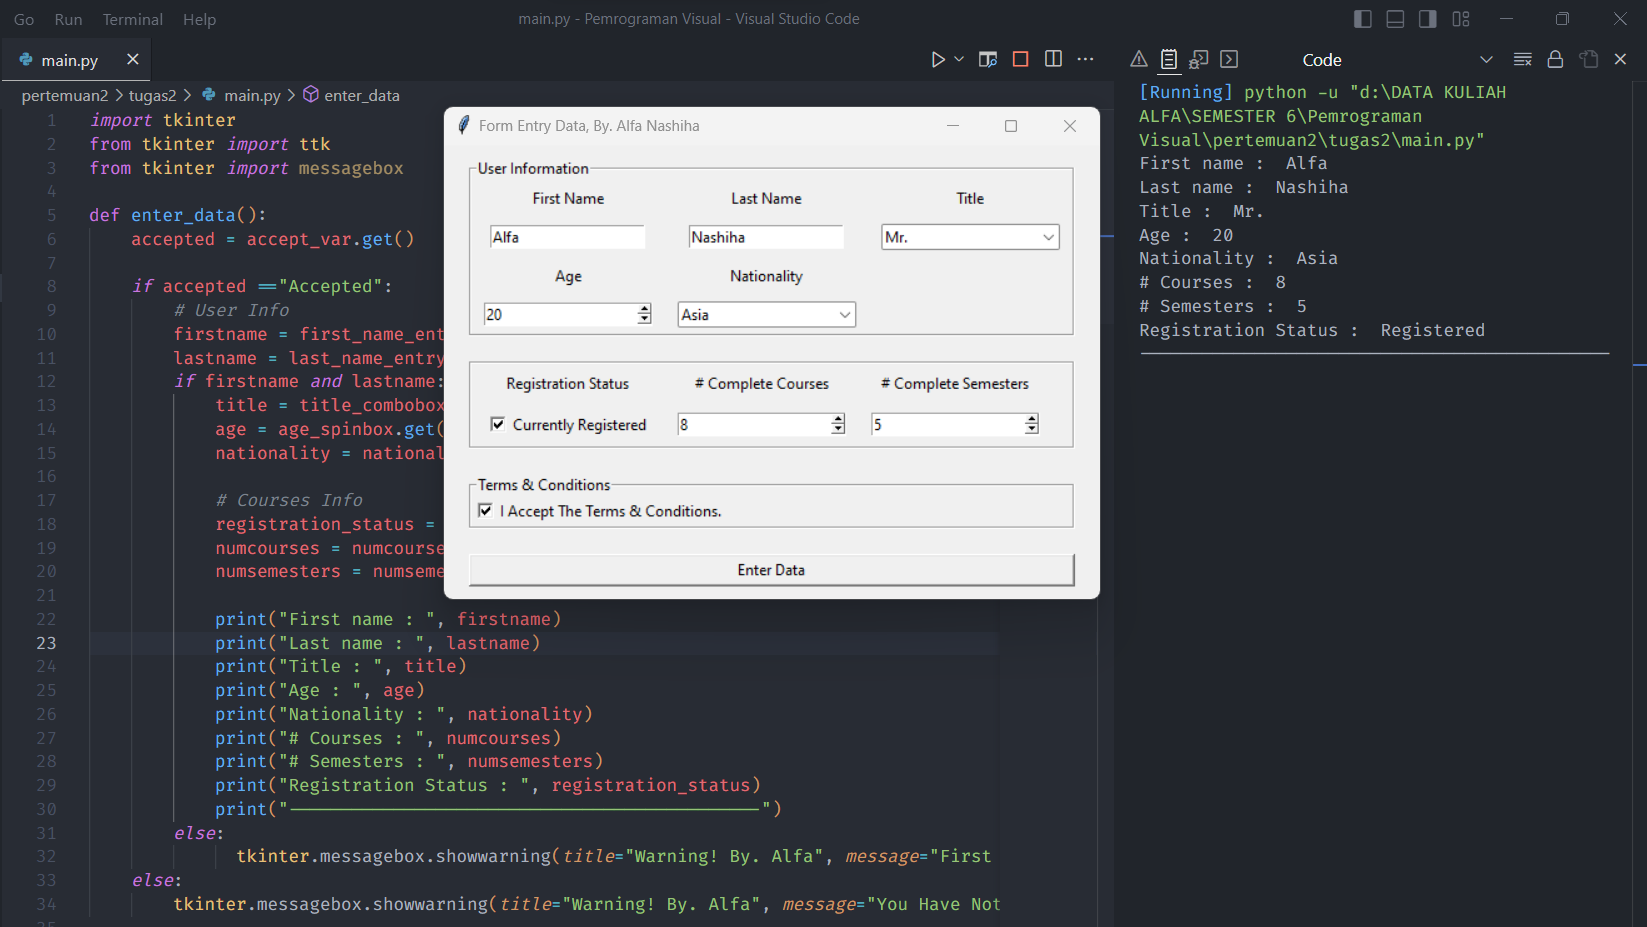 Go Run Terminal Help
main.py - Pemrograman Visual - Visual Studio Code
main.py
pertemuan2 > tugas2 > main.py > enter_data
1 import tkinter
2 from tkinter import ttk
3 from tkinter import messagebox
4
5 def enter_data():
6 accepted = accept_var.get()
7
8 if accepted =="Accepted":
9 # User Info
10 firstname = first_name_ent
11 lastname = last_name_entry
12 if firstname and lastname:
13 title = title_combobox
14 age = age_spinbox.get(
15 nationality = national
16
17 # Courses Info
18 registration_status =
19 numcourses = numcourse
20 numsemesters = numseme
21
22 print("First name : ", firstname)
23 print("Last name : ", lastname)
24 print("Title : ", title)
25 print("Age : ", age)
26 print("Nationality : ", nationality)
27 print("# Courses : ", numcourses)
28 print("# Semesters : ", numsemesters)
29 print("Registration Status : ", registration_status)
30 print("---------------------------------------------")
31 else:
32 tkinter.messagebox.showwarning(title="Warning! By. Alfa", message="First
33 else:
34 tkinter.messagebox.showwarning(title="Warning! By. Alfa", message="You Have Not
Form Entry Data, By. Alfa Nashiha
User Information
First Name Last Name Title
Alfa Nashiha Mr.
Age Nationality
20 Asia
Registration Status # Complete Courses # Complete Semesters
Currently Registered 8 5
Terms & Conditions
I Accept The Terms & Conditions.
Enter Data
Code
[Running] python -u "d:\DATA KULIAH
ALFA\SEMESTER 6\Pemrograman
Visual\pertemuan2\tugas2\main.py"
First name :  Alfa
Last name :  Nashiha
Title :  Mr.
Age :  20
Nationality :  Asia
# Courses :  8
# Semesters :  5
Registration Status :  Registered
---------------------------------------------